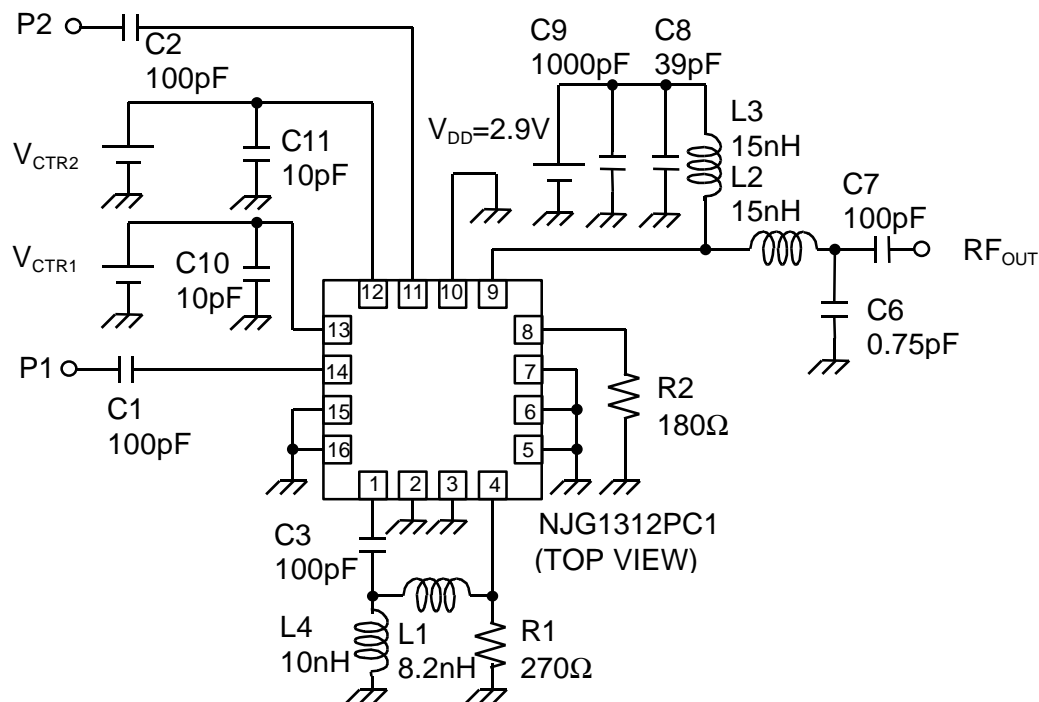 P2
C2
100pF
C9
1000pF
C8
39pF
VCTR2
C11
10pF
VDD=2.9V
L3
15nH
L2
15nH
C7
100pF
RFOUT
VCTR1
C10
10pF
12
11
10
9
C6
0.75pF
13
8
P1
14
7
R2
180Ω
C1
100pF
15
6
16
5
1
2
3
4
NJG1312PC1
(TOP VIEW)
C3
100pF
L4
10nH
L1
8.2nH
R1
270Ω